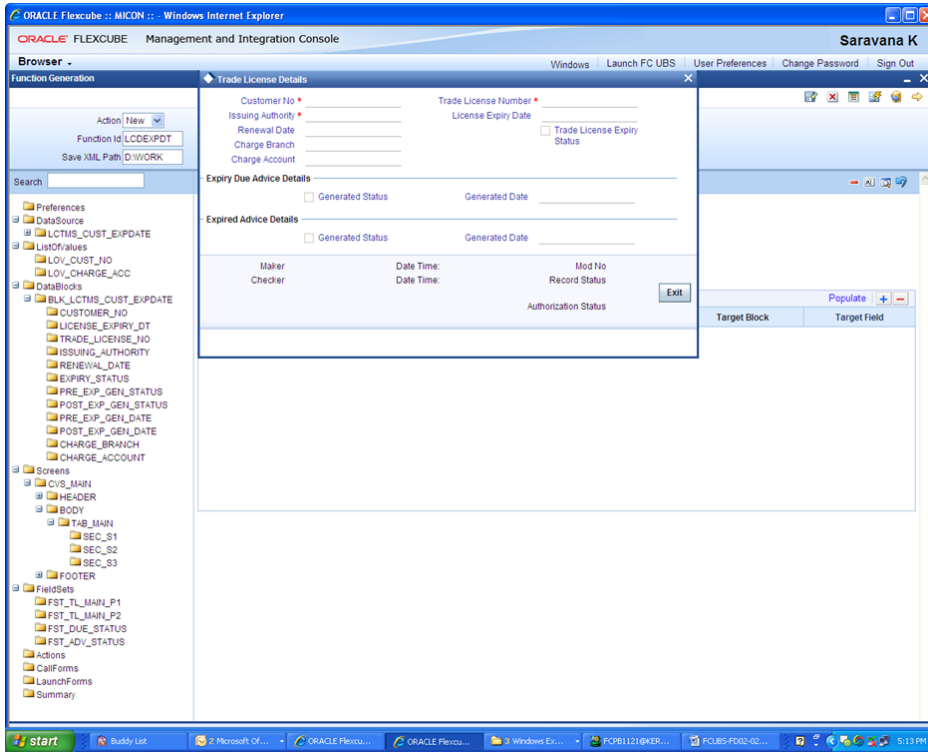 ORACLE Flexcube :: MICON :: - Windows Internet Explorer
ORACLE FLEXCUBE Management and Integration Console
Saravana K
Browser
Windows Launch FC UBS User Preferences Change Password Sign Out
Function Generation
Action New
Function Id LCDEXPDT
Save XML Path D:\WORK
Search
Preferences
DataSource
LCTMS_CUST_EXPDATE
ListOfValues
LOV_CUST_NO
LOV_CHARGE_ACC
DataBlocks
BLK_LCTMS_CUST_EXPDATE
CUSTOMER_NO
LICENSE_EXPIRY_DT
TRADE_LICENSE_NO
ISSUING_AUTHORITY
RENEWAL_DATE
EXPIRY_STATUS
PRE_EXP_GEN_STATUS
POST_EXP_GEN_STATUS
PRE_EXP_GEN_DATE
POST_EXP_GEN_DATE
CHARGE_BRANCH
CHARGE_ACCOUNT
Screens
CVS_MAIN
HEADER
BODY
TAB_MAIN
SEC_S1
SEC_S2
SEC_S3
FOOTER
FieldSets
FST_TL_MAIN_P1
FST_TL_MAIN_P2
FST_DUE_STATUS
FST_ADV_STATUS
Actions
CallForms
LaunchForms
Summary
Trade License Details
Customer No * Trade License Number *
Issuing Authority * License Expiry Date
Renewal Date Trade License Expiry
Status
Charge Branch
Charge Account
Expiry Due Advice Details
Generated Status Generated Date
Expired Advice Details
Generated Status Generated Date
Maker Date Time: Mod No
Checker Date Time: Record Status
Exit
Authorization Status
Populate
Target Block Target Field
start Buddy List 2 Microsoft Of... ORACLE Flexcu... ORACLE Flexcu... 3 Windows Ex... FCPB1121@KER... FCUBS-FD02-02... 5:13 PM